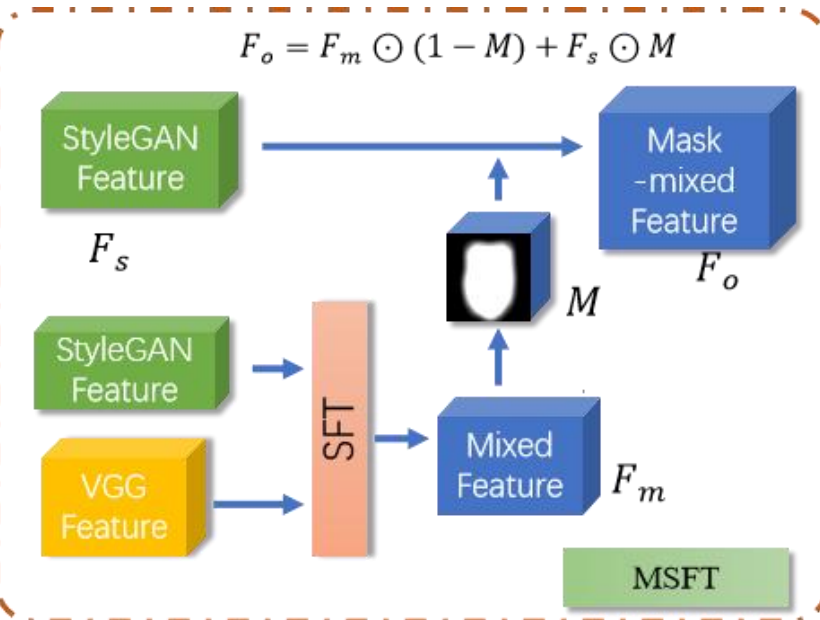 F_o = F_m ⊙ (1 − M) + F_s ⊙ M
StyleGAN
Feature
F_s
Mask
-mixed
Feature
F_o
M
StyleGAN
Feature
VGG
Feature
SFT
Mixed
Feature
F_m
MSFT